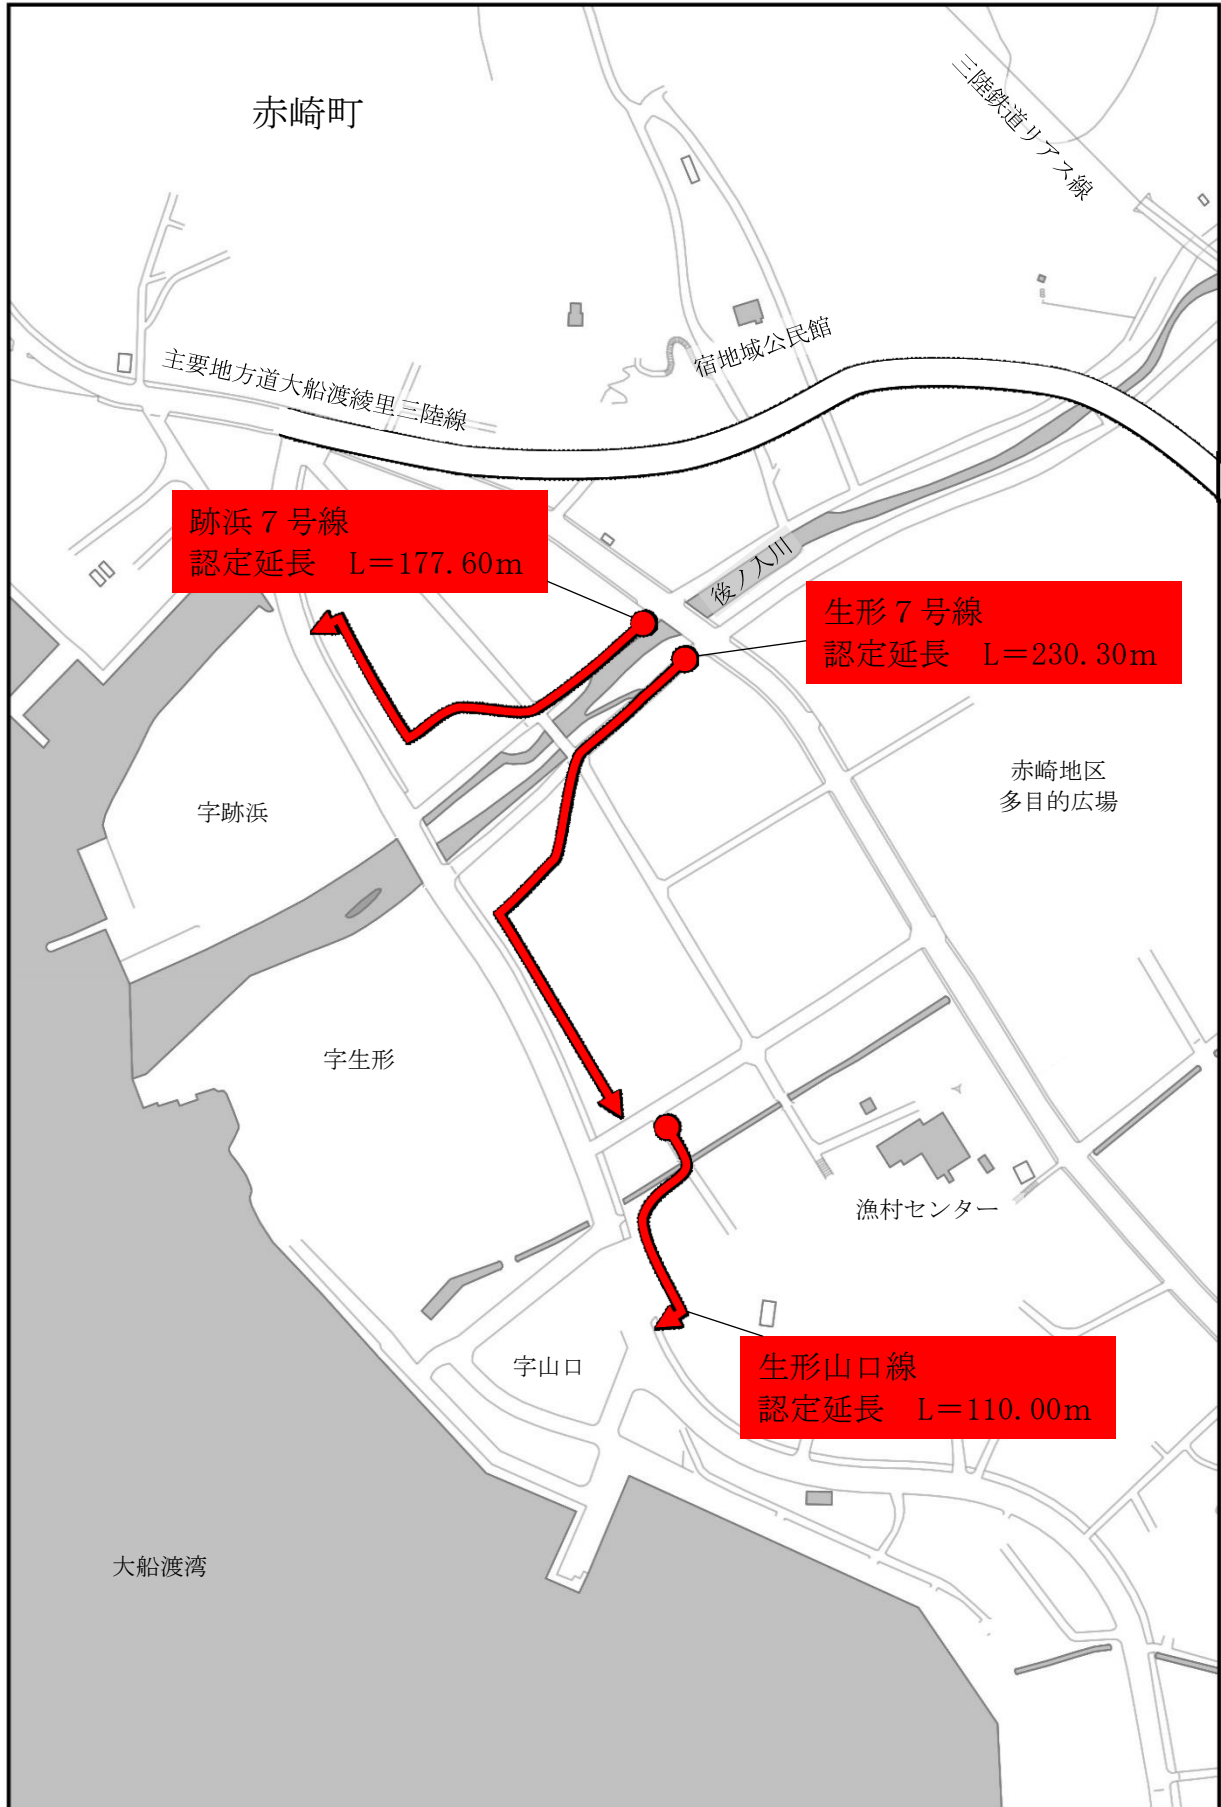 赤崎町
三陸鉄道リアス線
主要地方道大船渡綾里三陸線
宿地域公民館
跡浜7号線
認定延長　L＝177.60m
後ノ入川
生形7号線
認定延長　L＝230.30m
赤崎地区
多目的広場
字跡浜
字生形
漁村センター
字山口
生形山口線
認定延長　L＝110.00m
大船渡湾